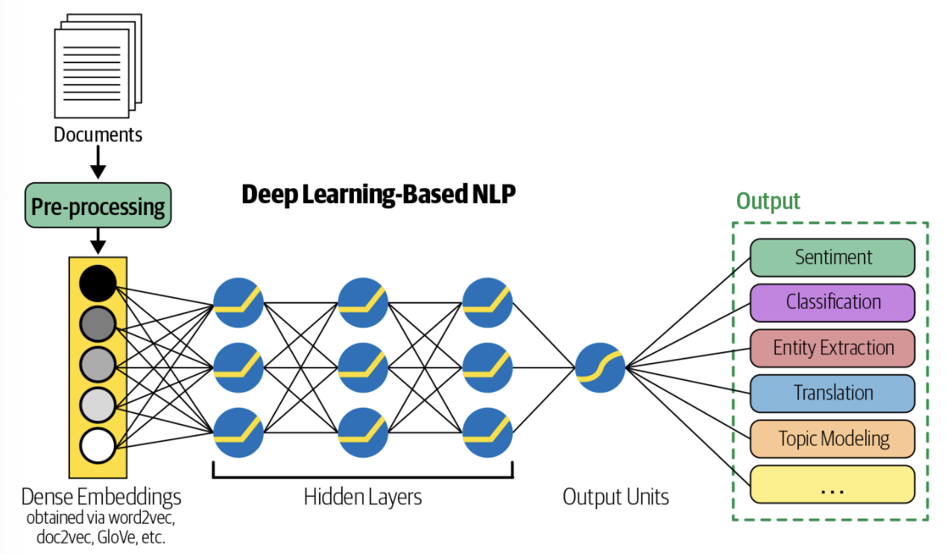 Documents
Pre-processing
Deep Learning-Based NLP
Dense Embeddings
obtained via word2vec,
doc2vec, GloVe, etc.
Hidden Layers
Output Units
Output
Sentiment
Classification
Entity Extraction
Translation
Topic Modeling
...